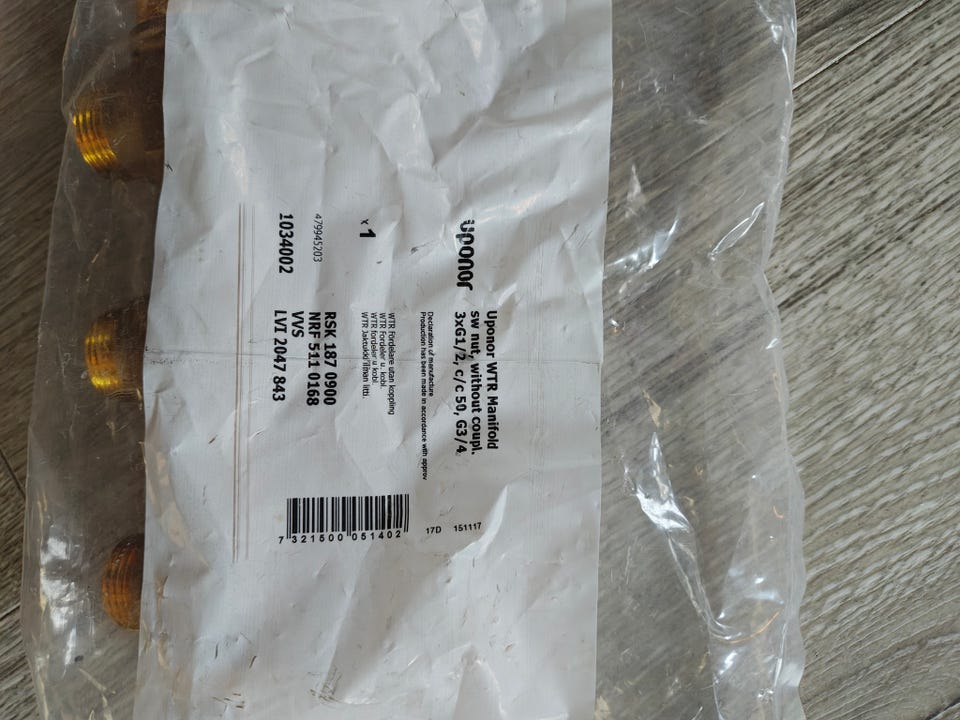 uponor
Uponor WTR Manifold
sw nut, without coupl.
3xG1/2, c/c 50, G3/4
Declaration of manufacture
Production has been made in accordance with approv
x 1
WTR Fördelare utan koppling
WTR Fordeler u. kobl.
WTR fordeler u kobl.
WTR Jakotukki ilman liitt.
479945203
1034002
RSK 187 0900
NRF 511 0168
VVS
LVI 2047 843
17D 151117
7 321500 051402